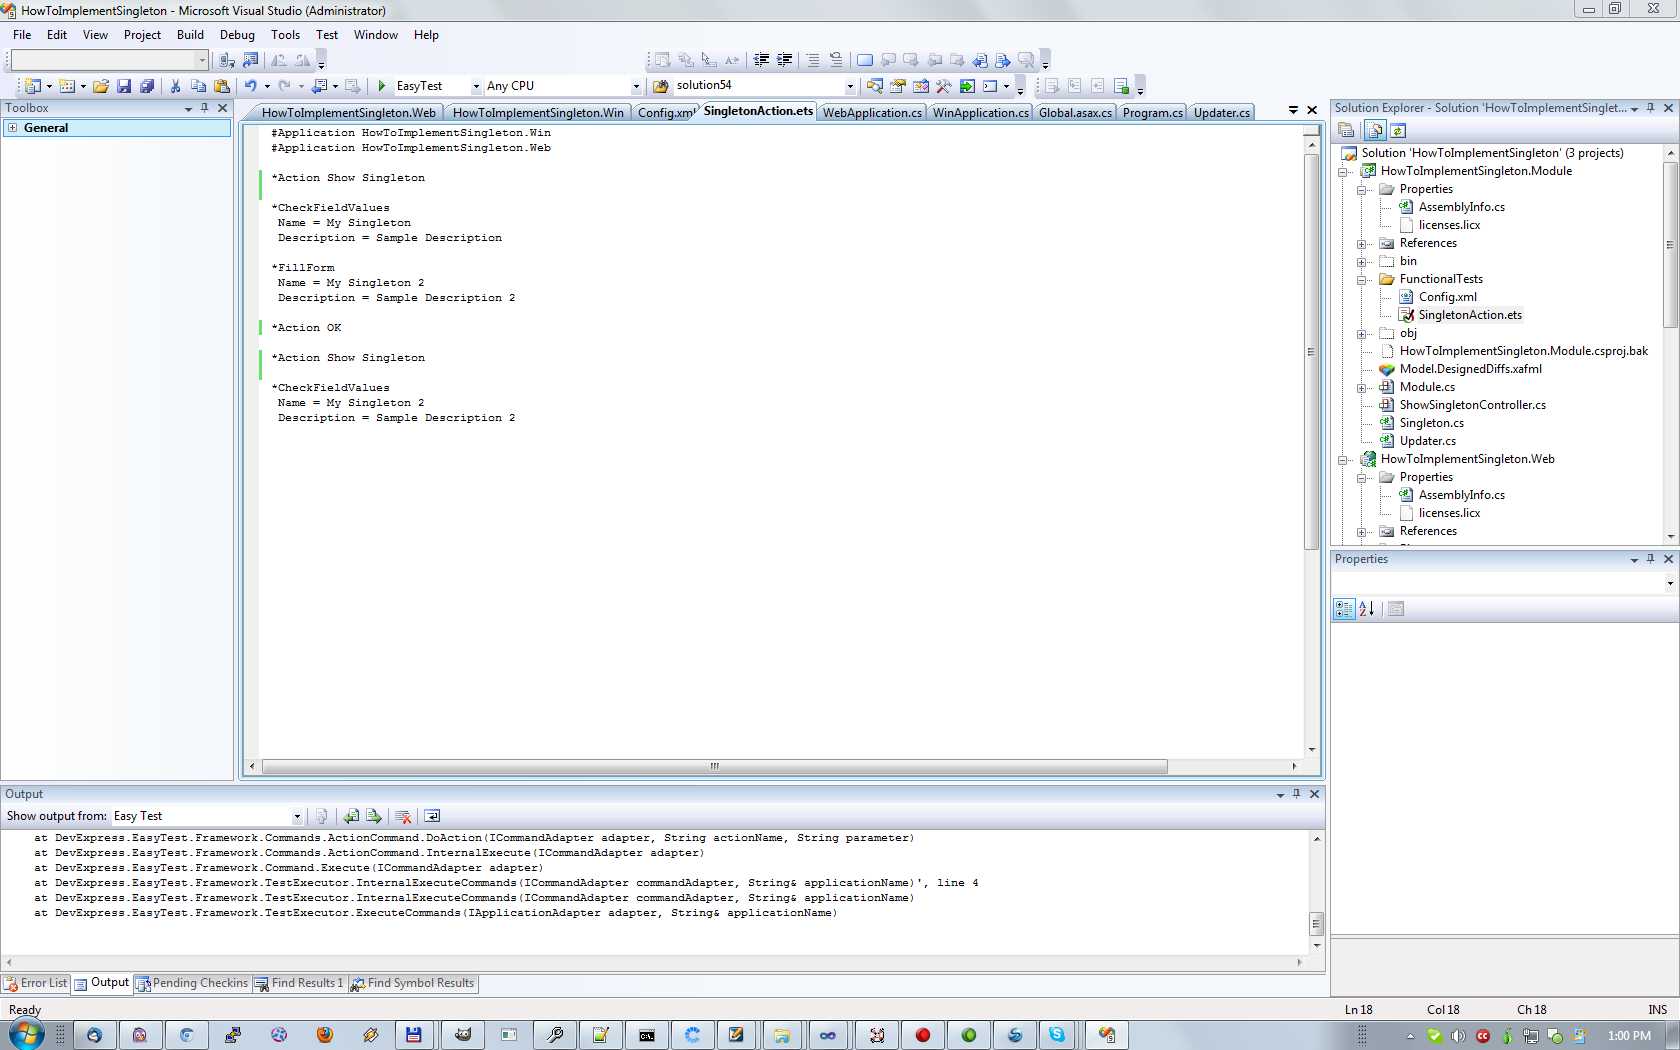 HowToImplementSingleton - Microsoft Visual Studio (Administrator)
File Edit View Project Build Debug Tools Test Window Help
EasyTest Any CPU solution54
Toolbox
General
HowToImplementSingleton.Web HowToImplementSingleton.Win Config.xml SingletonAction.ets WebApplication.cs WinApplication.cs Global.asax.cs Program.cs Updater.cs
#Application HowToImplementSingleton.Win
#Application HowToImplementSingleton.Web
*Action Show Singleton
*CheckFieldValues
Name = My Singleton
Description = Sample Description
*FillForm
Name = My Singleton 2
Description = Sample Description 2
*Action OK
*Action Show Singleton
*CheckFieldValues
Name = My Singleton 2
Description = Sample Description 2
Solution Explorer - Solution 'HowToImplementSinglet...
Solution 'HowToImplementSingleton' (3 projects)
HowToImplementSingleton.Module
Properties
AssemblyInfo.cs
licenses.licx
References
bin
FunctionalTests
Config.xml
SingletonAction.ets
obj
HowToImplementSingleton.Module.csproj.bak
Model.DesignedDiffs.xafml
Module.cs
ShowSingletonController.cs
Singleton.cs
Updater.cs
HowToImplementSingleton.Web
Properties
AssemblyInfo.cs
licenses.licx
References
Properties
Output
Show output from: Easy Test
at DevExpress.EasyTest.Framework.Commands.ActionCommand.DoAction(ICommandAdapter adapter, String actionName, String parameter)
at DevExpress.EasyTest.Framework.Commands.ActionCommand.InternalExecute(ICommandAdapter adapter)
at DevExpress.EasyTest.Framework.Command.Execute(ICommandAdapter adapter)
at DevExpress.EasyTest.Framework.TestExecutor.InternalExecuteCommands(ICommandAdapter commandAdapter, String& applicationName)', line 4
at DevExpress.EasyTest.Framework.TestExecutor.InternalExecuteCommands(ICommandAdapter commandAdapter, String& applicationName)
at DevExpress.EasyTest.Framework.TestExecutor.ExecuteCommands(IApplicationAdapter adapter, String& applicationName)
Error List Output Pending Checkins Find Results 1 Find Symbol Results
Ready Ln 18 Col 18 Ch 18 INS
1:00 PM